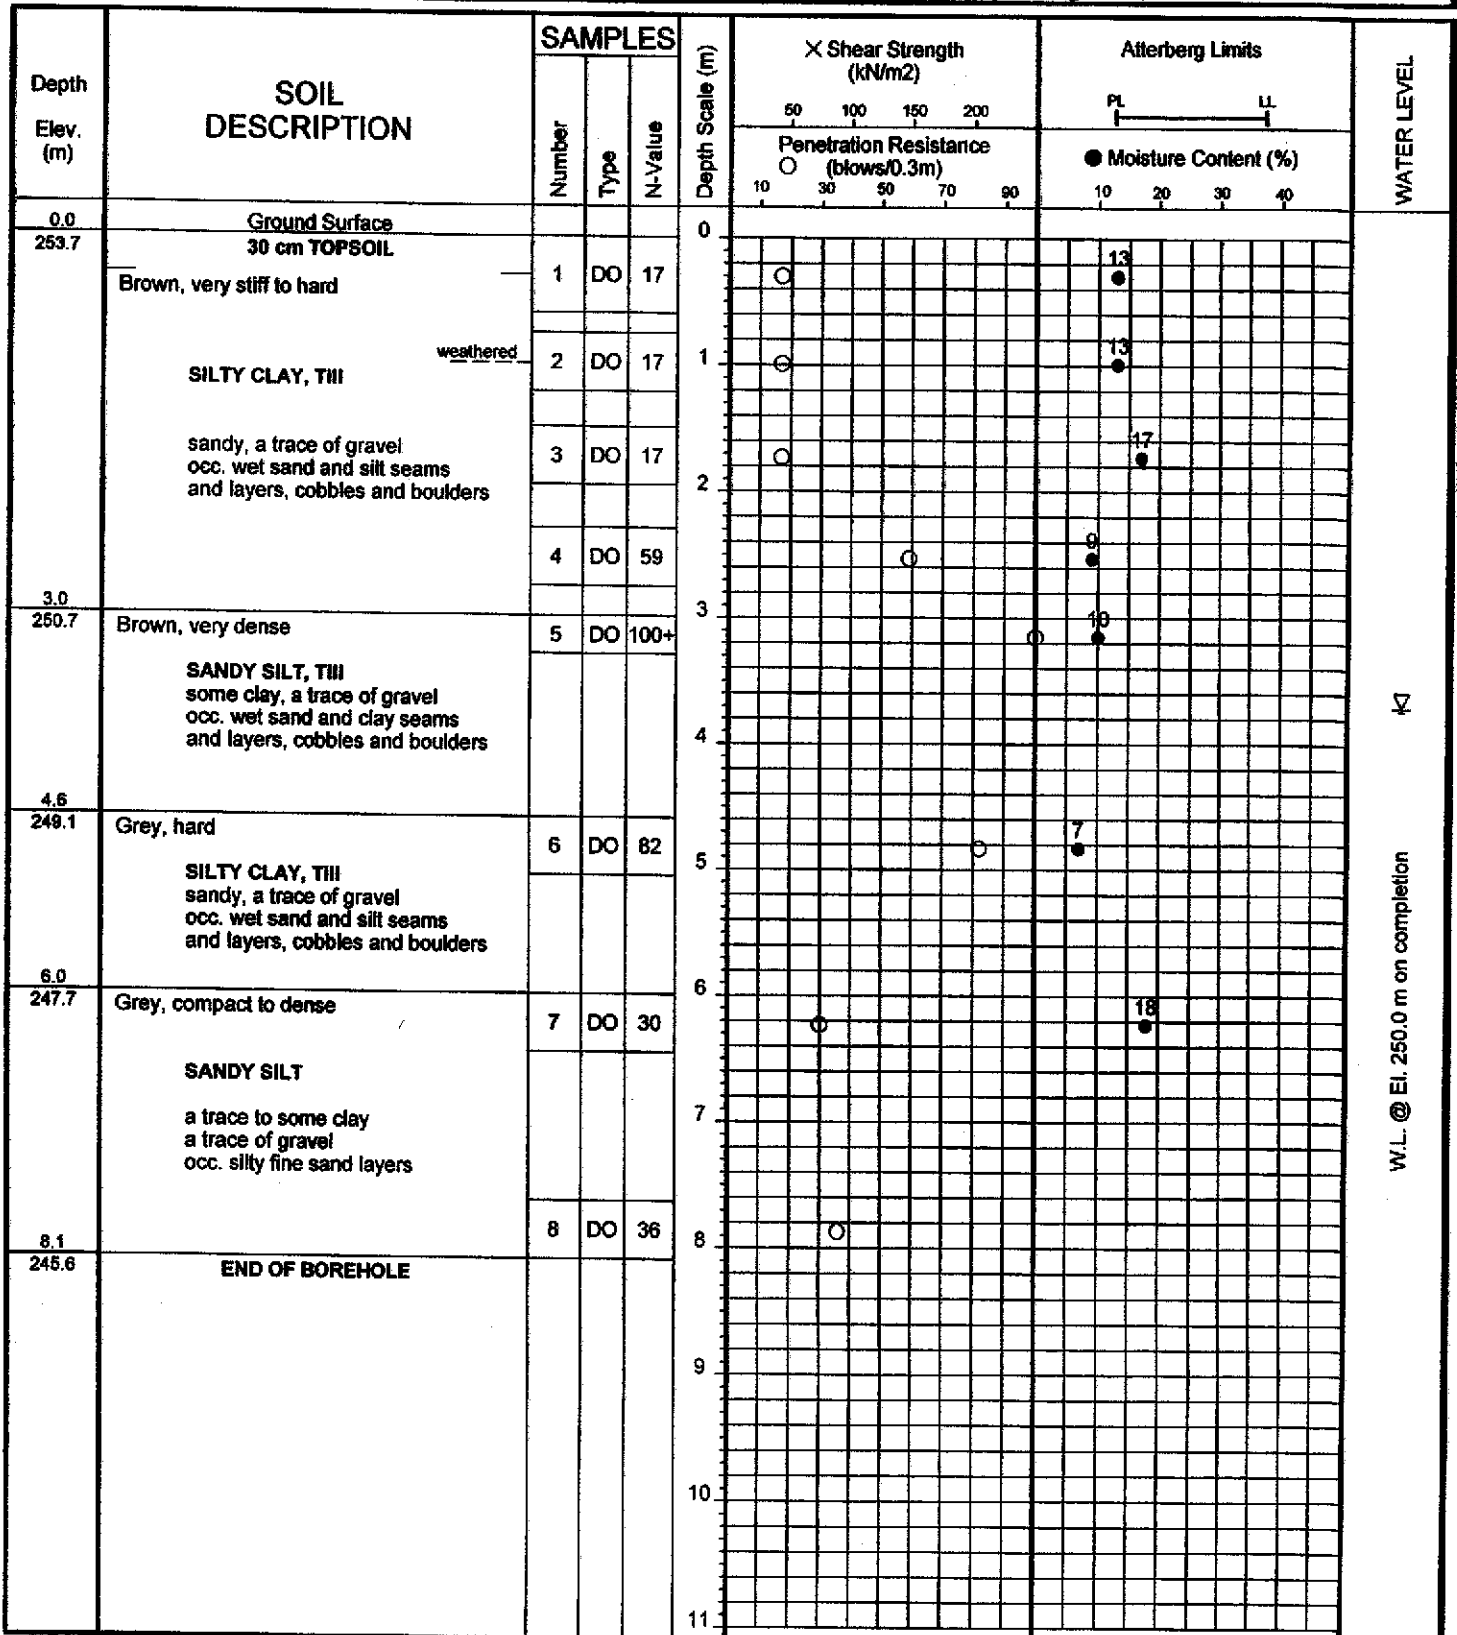 SAMPLES
Depth
Elev.
(m)
SOIL
DESCRIPTION
Number
Type
N-Value
Depth Scale (m)
× Shear Strength
(kN/m2)
50 100 150 200
Penetration Resistance
○ (blows/0.3m)
10 30 50 70 90
Atterberg Limits
PL LL
● Moisture Content (%)
10 20 30 40
WATER LEVEL
0.0 Ground Surface
253.7 30 cm TOPSOIL
0
Brown, very stiff to hard
1 DO 17
13
weathered
2 DO 17
1
13
SILTY CLAY, TIll
sandy, a trace of gravel
occ. wet sand and silt seams
and layers, cobbles and boulders
3 DO 17
17
2
4 DO 59
9
3.0
250.7 Brown, very dense
3
5 DO 100+
10
SANDY SILT, TIll
some clay, a trace of gravel
occ. wet sand and clay seams
and layers, cobbles and boulders
4
4.6
249.1 Grey, hard
6 DO 82
7
5
SILTY CLAY, TIll
sandy, a trace of gravel
occ. wet sand and silt seams
and layers, cobbles and boulders
6.0
247.7 Grey, compact to dense
6
7 DO 30
18
SANDY SILT
a trace to some clay
a trace of gravel
occ. silty fine sand layers
7
8 DO 36
8
8.1
245.6 END OF BOREHOLE
9
10
11
W.L. @ El. 250.0 m on completion